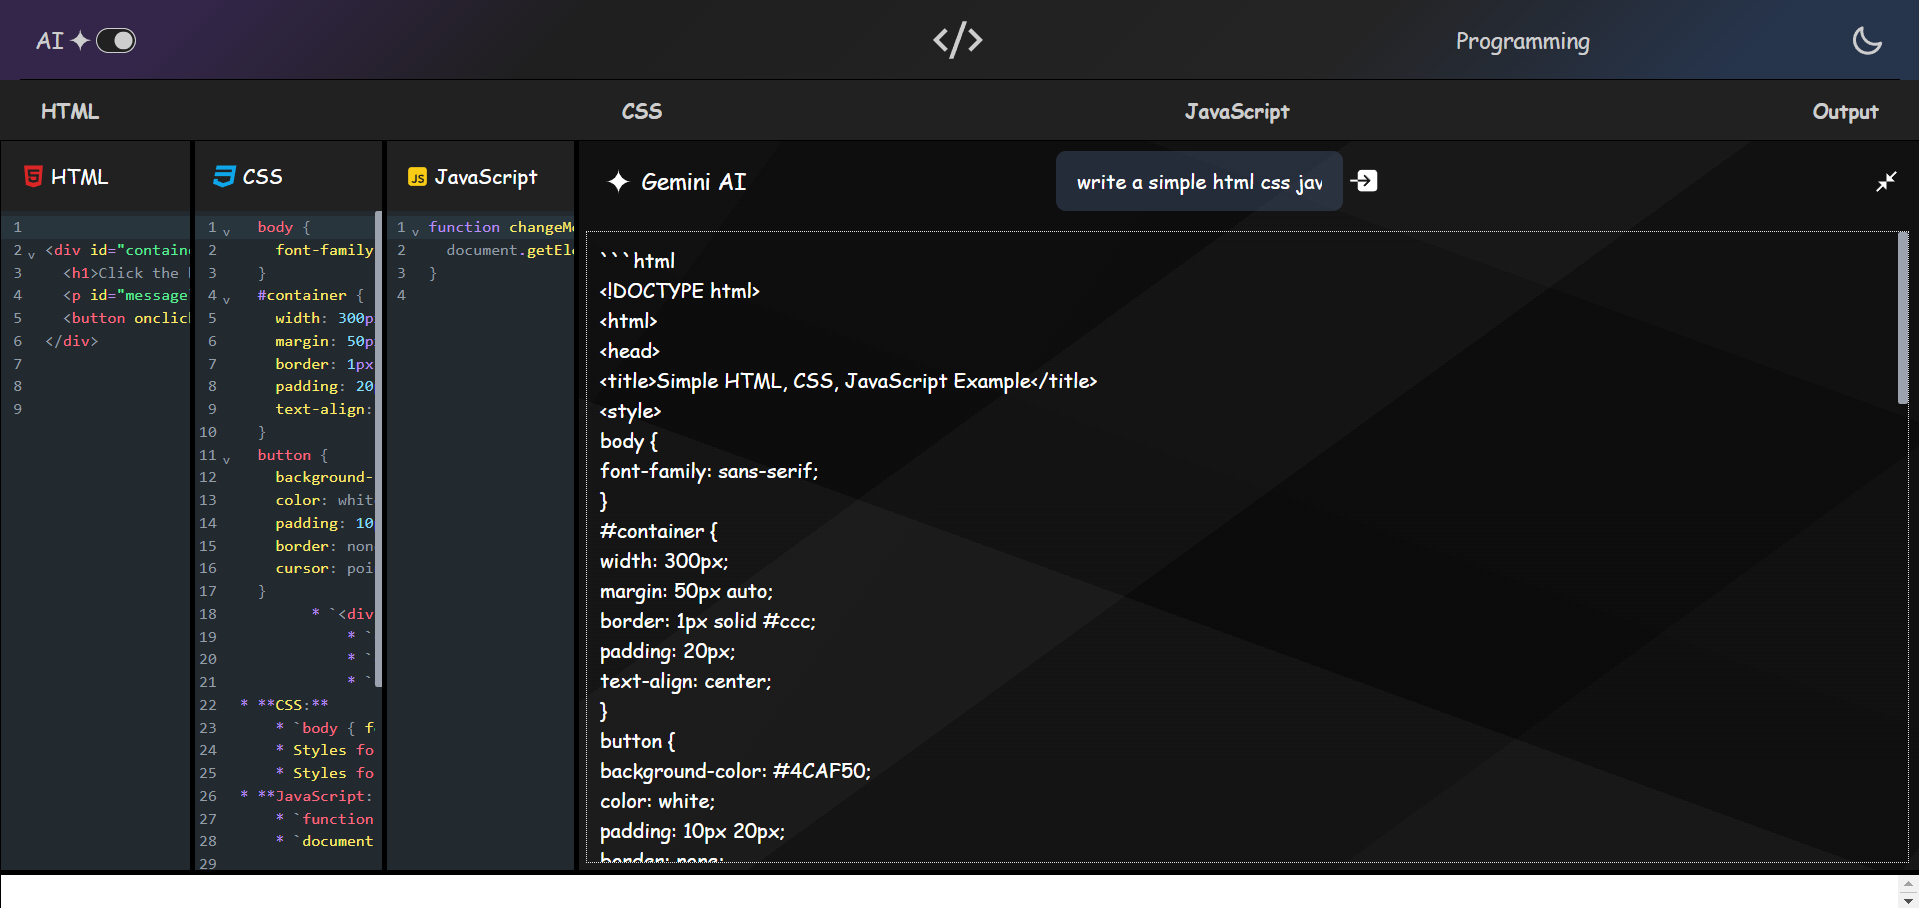 AI
</>
Programming
HTML
CSS
JavaScript
Output
HTML
1
2 <div id="containe
3 <h1>Click the
4 <p id="message
5 <button onclic
6 </div>
7
8
9
CSS
1 body {
2 font-family
3 }
4 #container {
5 width: 300p
6 margin: 50p
7 border: 1px
8 padding: 20
9 text-align:
10 }
11 button {
12 background-
13 color: whit
14 padding: 10
15 border: non
16 cursor: poi
17 }
18 * `<div
19 * `
20 * `
21 * `
22 * **CSS:**
23 * `body { f
24 * Styles fo
25 * Styles fo
26 * **JavaScript:
27 * `function
28 * `document
29
JS JavaScript
1 function changeM
2 document.getEl
3 }
4
Gemini AI
write a simple html css jav
```html
<!DOCTYPE html>
<html>
<head>
<title>Simple HTML, CSS, JavaScript Example</title>
<style>
body {
font-family: sans-serif;
}
#container {
width: 300px;
margin: 50px auto;
border: 1px solid #ccc;
padding: 20px;
text-align: center;
}
button {
background-color: #4CAF50;
color: white;
padding: 10px 20px;
border: none;